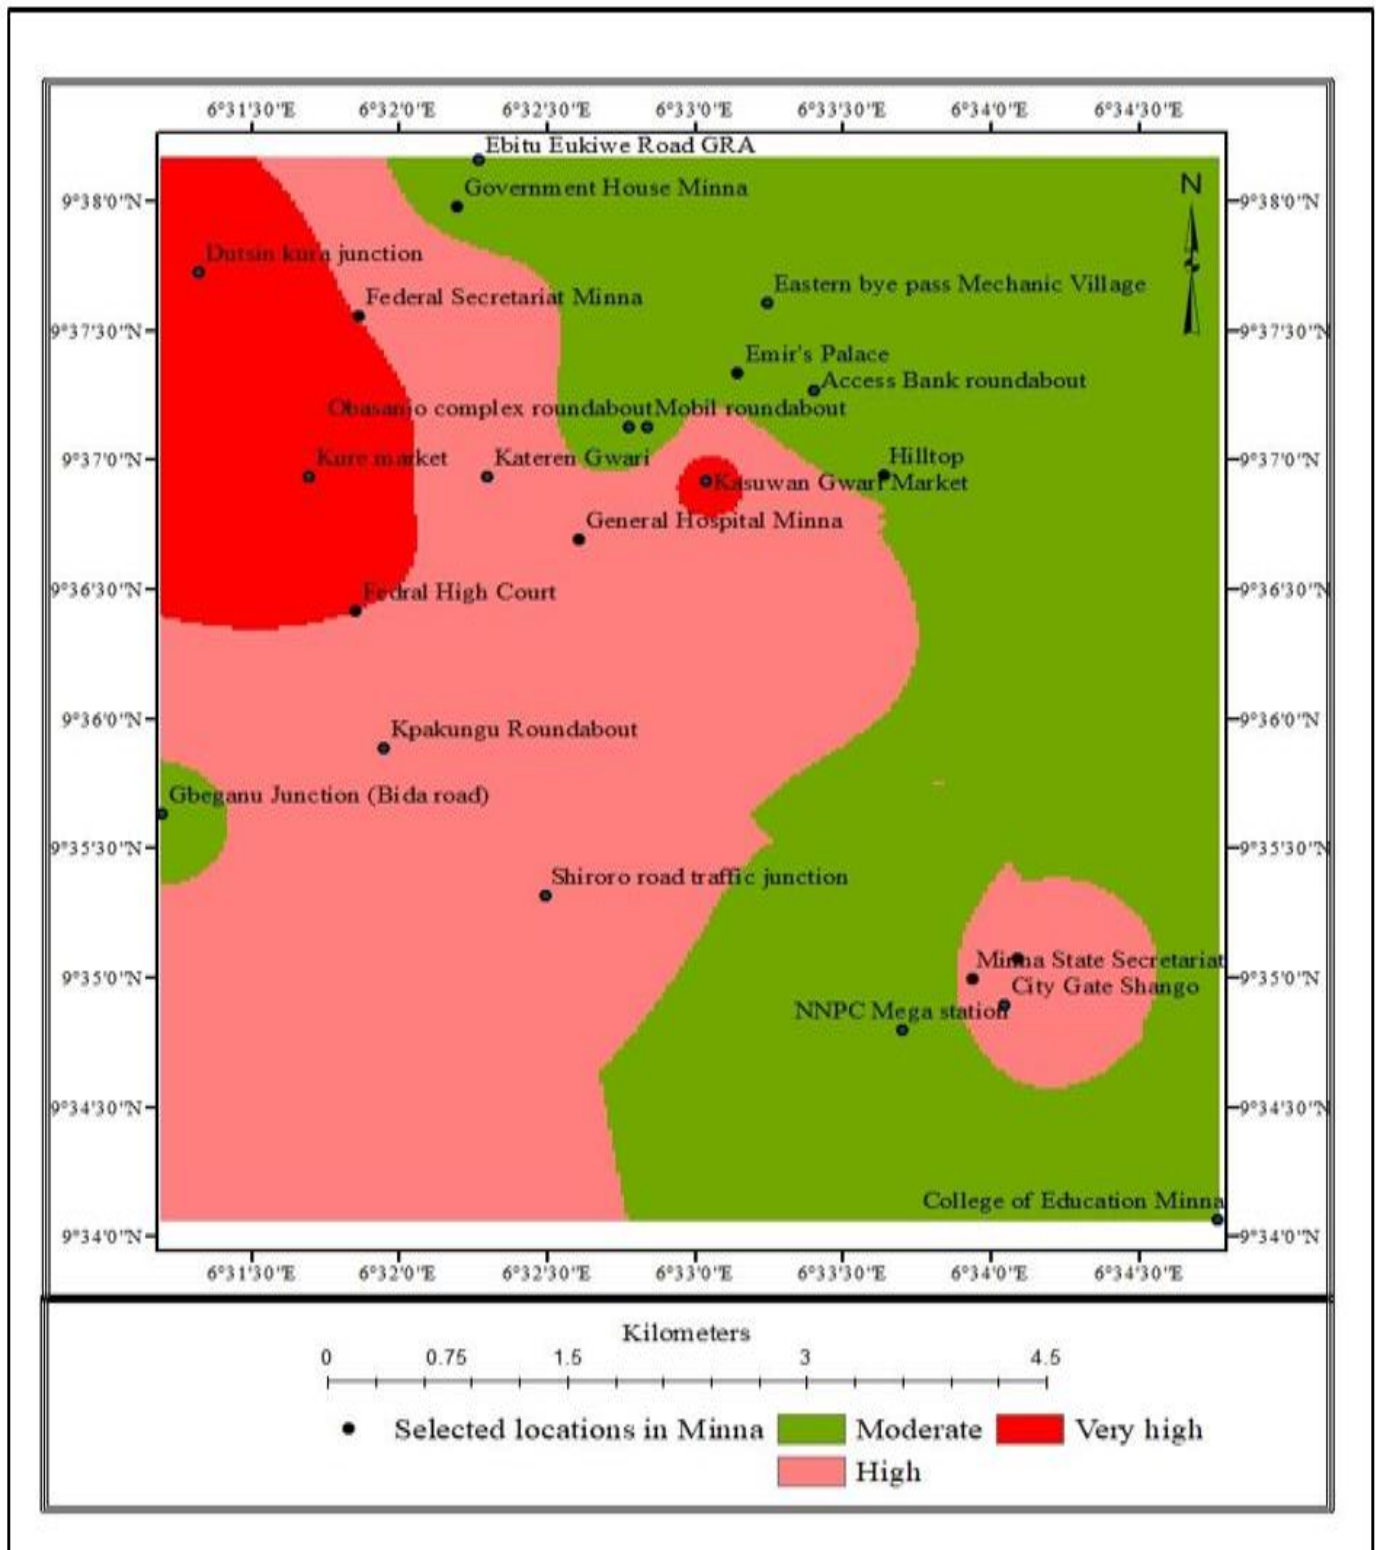 6°31'30"E 6°32'0"E 6°32'30"E 6°33'0"E 6°33'30"E 6°34'0"E 6°34'30"E
Ebitu Eukiwe Road GRA
N
Government House Minna
9°38'0"N 9°38'0"N
Dutsin kura junction
Eastern bye pass Mechanic Village
Federal Secretariat Minna
9°37'30"N 9°37'30"N
Emir's Palace
Access Bank roundabout
Obasanjo complex roundabout Mobil roundabout
9°37'0"N Kure market Kateren Gwari Hilltop 9°37'0"N
Kasuwan Gwari Market
General Hospital Minna
9°36'30"N Fedral High Court 9°36'30"N
9°36'0"N 9°36'0"N
Kpakungu Roundabout
Gbeganu Junction (Bida road)
9°35'30"N 9°35'30"N
Shiroro road traffic junction
Minna State Secretariat
9°35'0"N 9°35'0"N
City Gate Shango
NNPC Mega station
9°34'30"N 9°34'30"N
College of Education Minna
9°34'0"N 9°34'0"N
6°31'30"E 6°32'0"E 6°32'30"E 6°33'0"E 6°33'30"E 6°34'0"E 6°34'30"E
Kilometers
0 0.75 1.5 3 4.5
Selected locations in Minna Moderate Very high
High